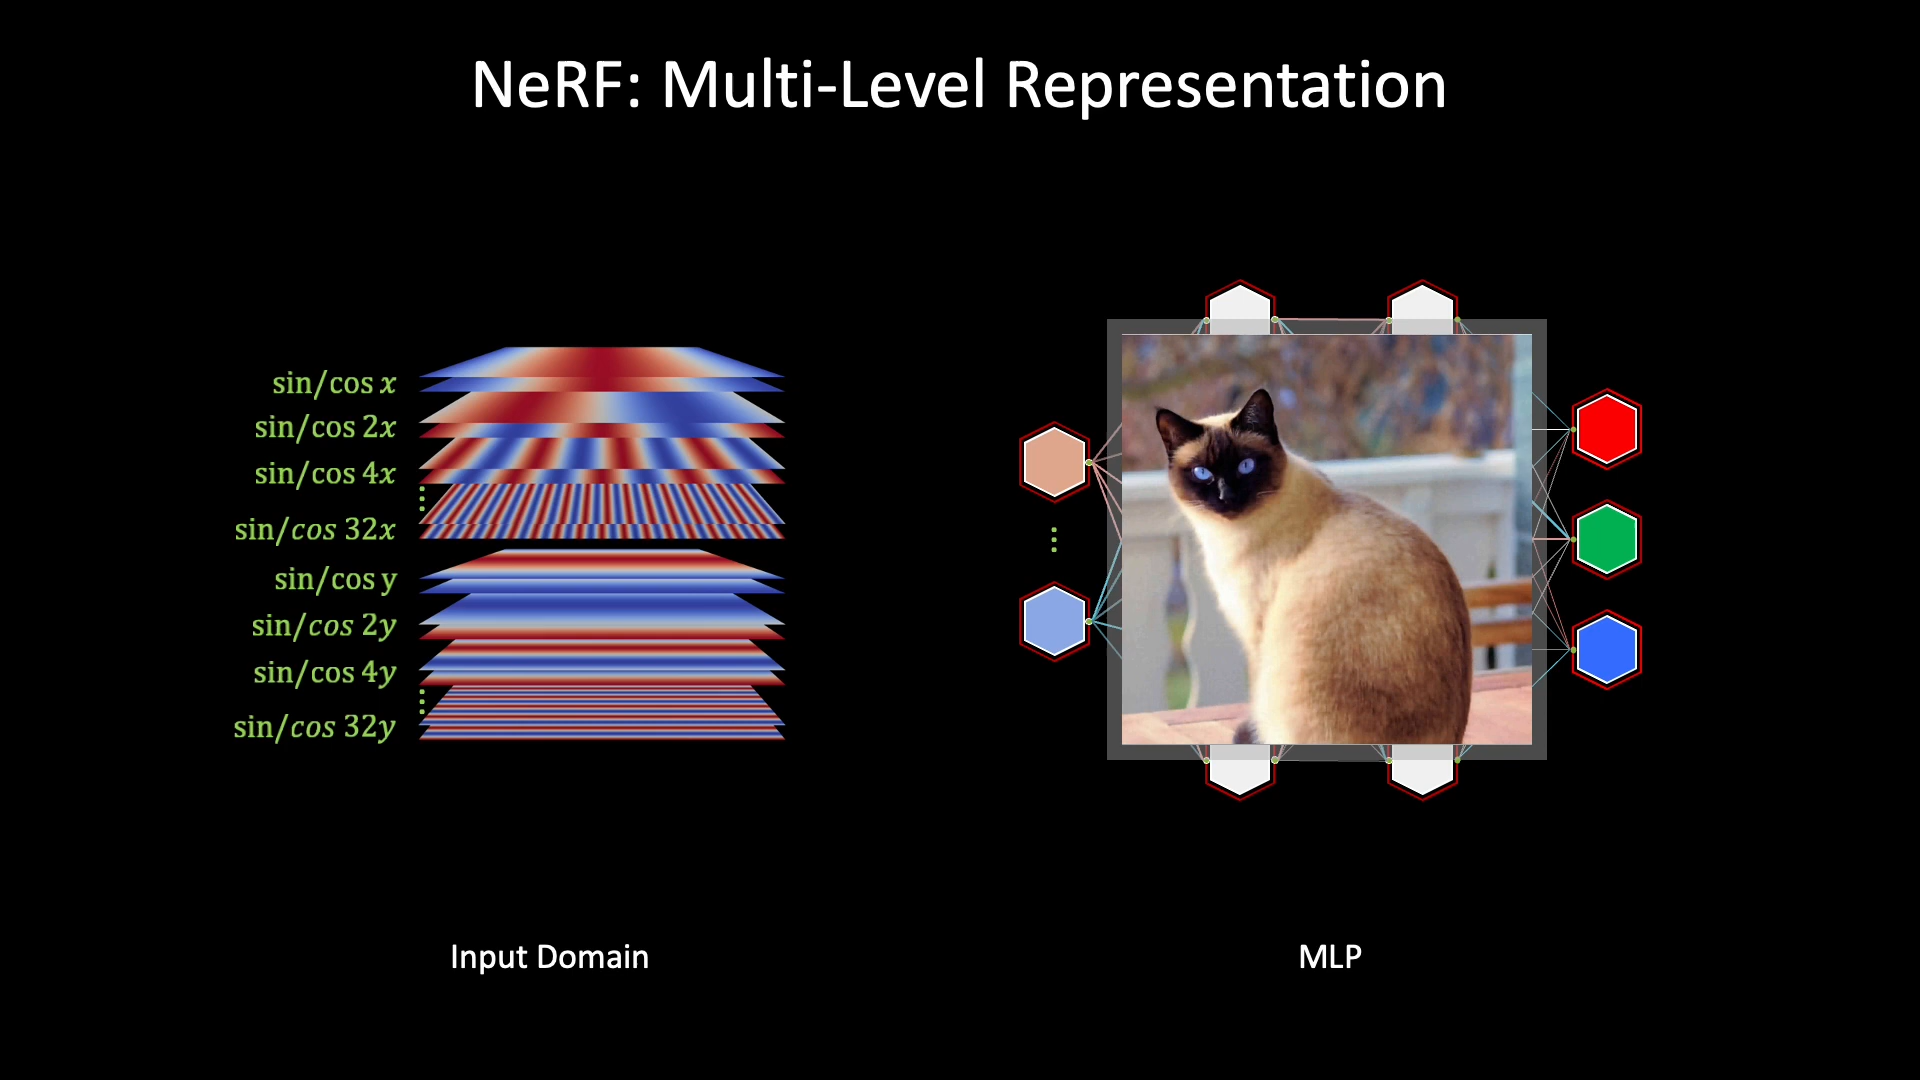 NeRF: Multi-Level Representation
sin/cos x
sin/cos 2x
sin/cos 4x
sin/cos 32x
sin/cos y
sin/cos 2y
sin/cos 4y
sin/cos 32y
Input Domain
MLP